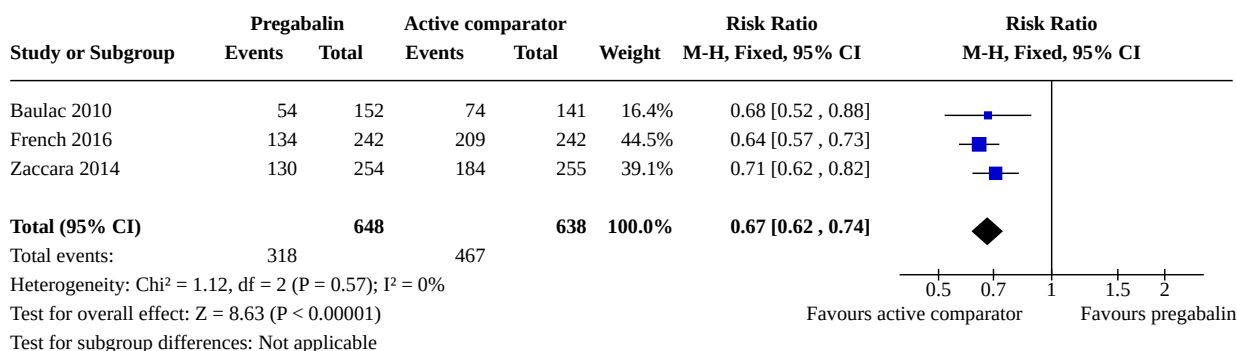 Pregabalin Active comparator Risk Ratio Risk Ratio
Study or Subgroup Events Total Events Total Weight M-H, Fixed, 95% CI M-H, Fixed, 95% CI
Baulac 2010 54 152 74 141 16.4% 0.68 [0.52 , 0.88]
French 2016 134 242 209 242 44.5% 0.64 [0.57 , 0.73]
Zaccara 2014 130 254 184 255 39.1% 0.71 [0.62 , 0.82]
Total (95% CI) 648 638 100.0% 0.67 [0.62 , 0.74]
Total events: 318 467
Heterogeneity: Chi² = 1.12, df = 2 (P = 0.57); I² = 0%
0.5 0.7 1 1.5 2
Test for overall effect: Z = 8.63 (P < 0.00001) Favours active comparator Favours pregabalin
Test for subgroup differences: Not applicable